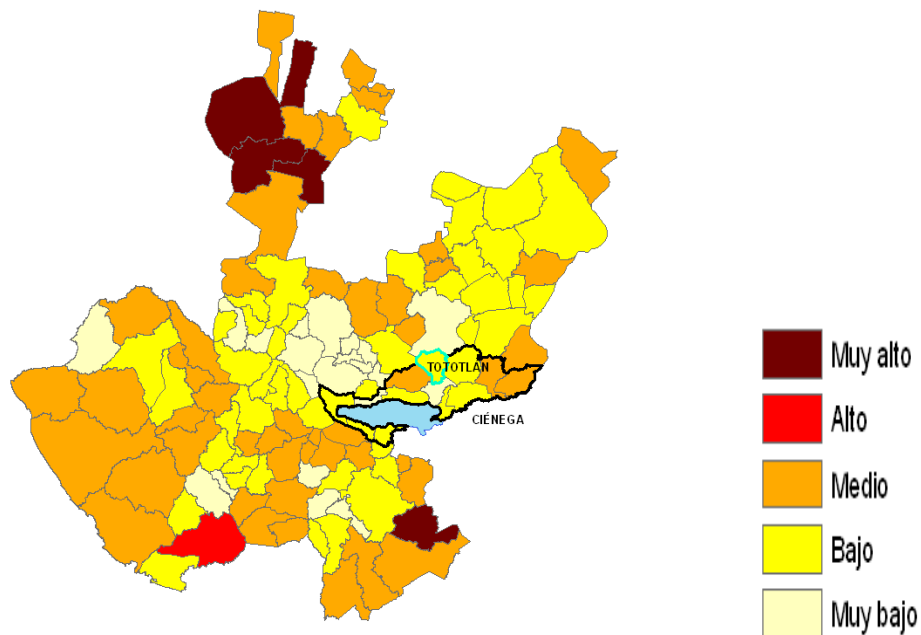 TOTOTLÁN
CIÉNEGA
Muy alto
Alto
Medio
Bajo
Muy bajo